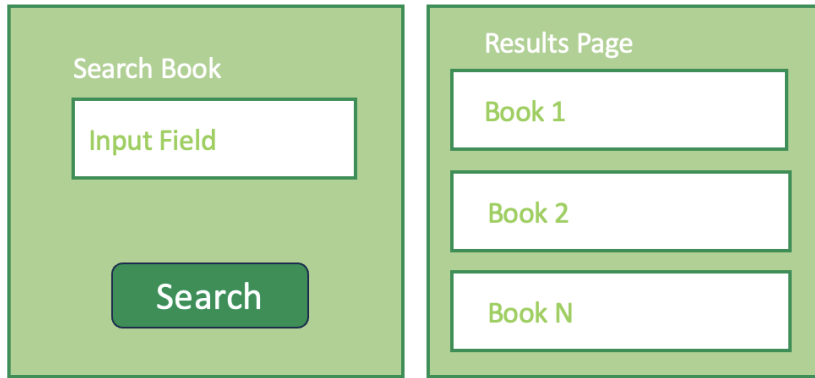 Search Book
Input Field
Search
Results Page
Book 1
Book 2
Book N